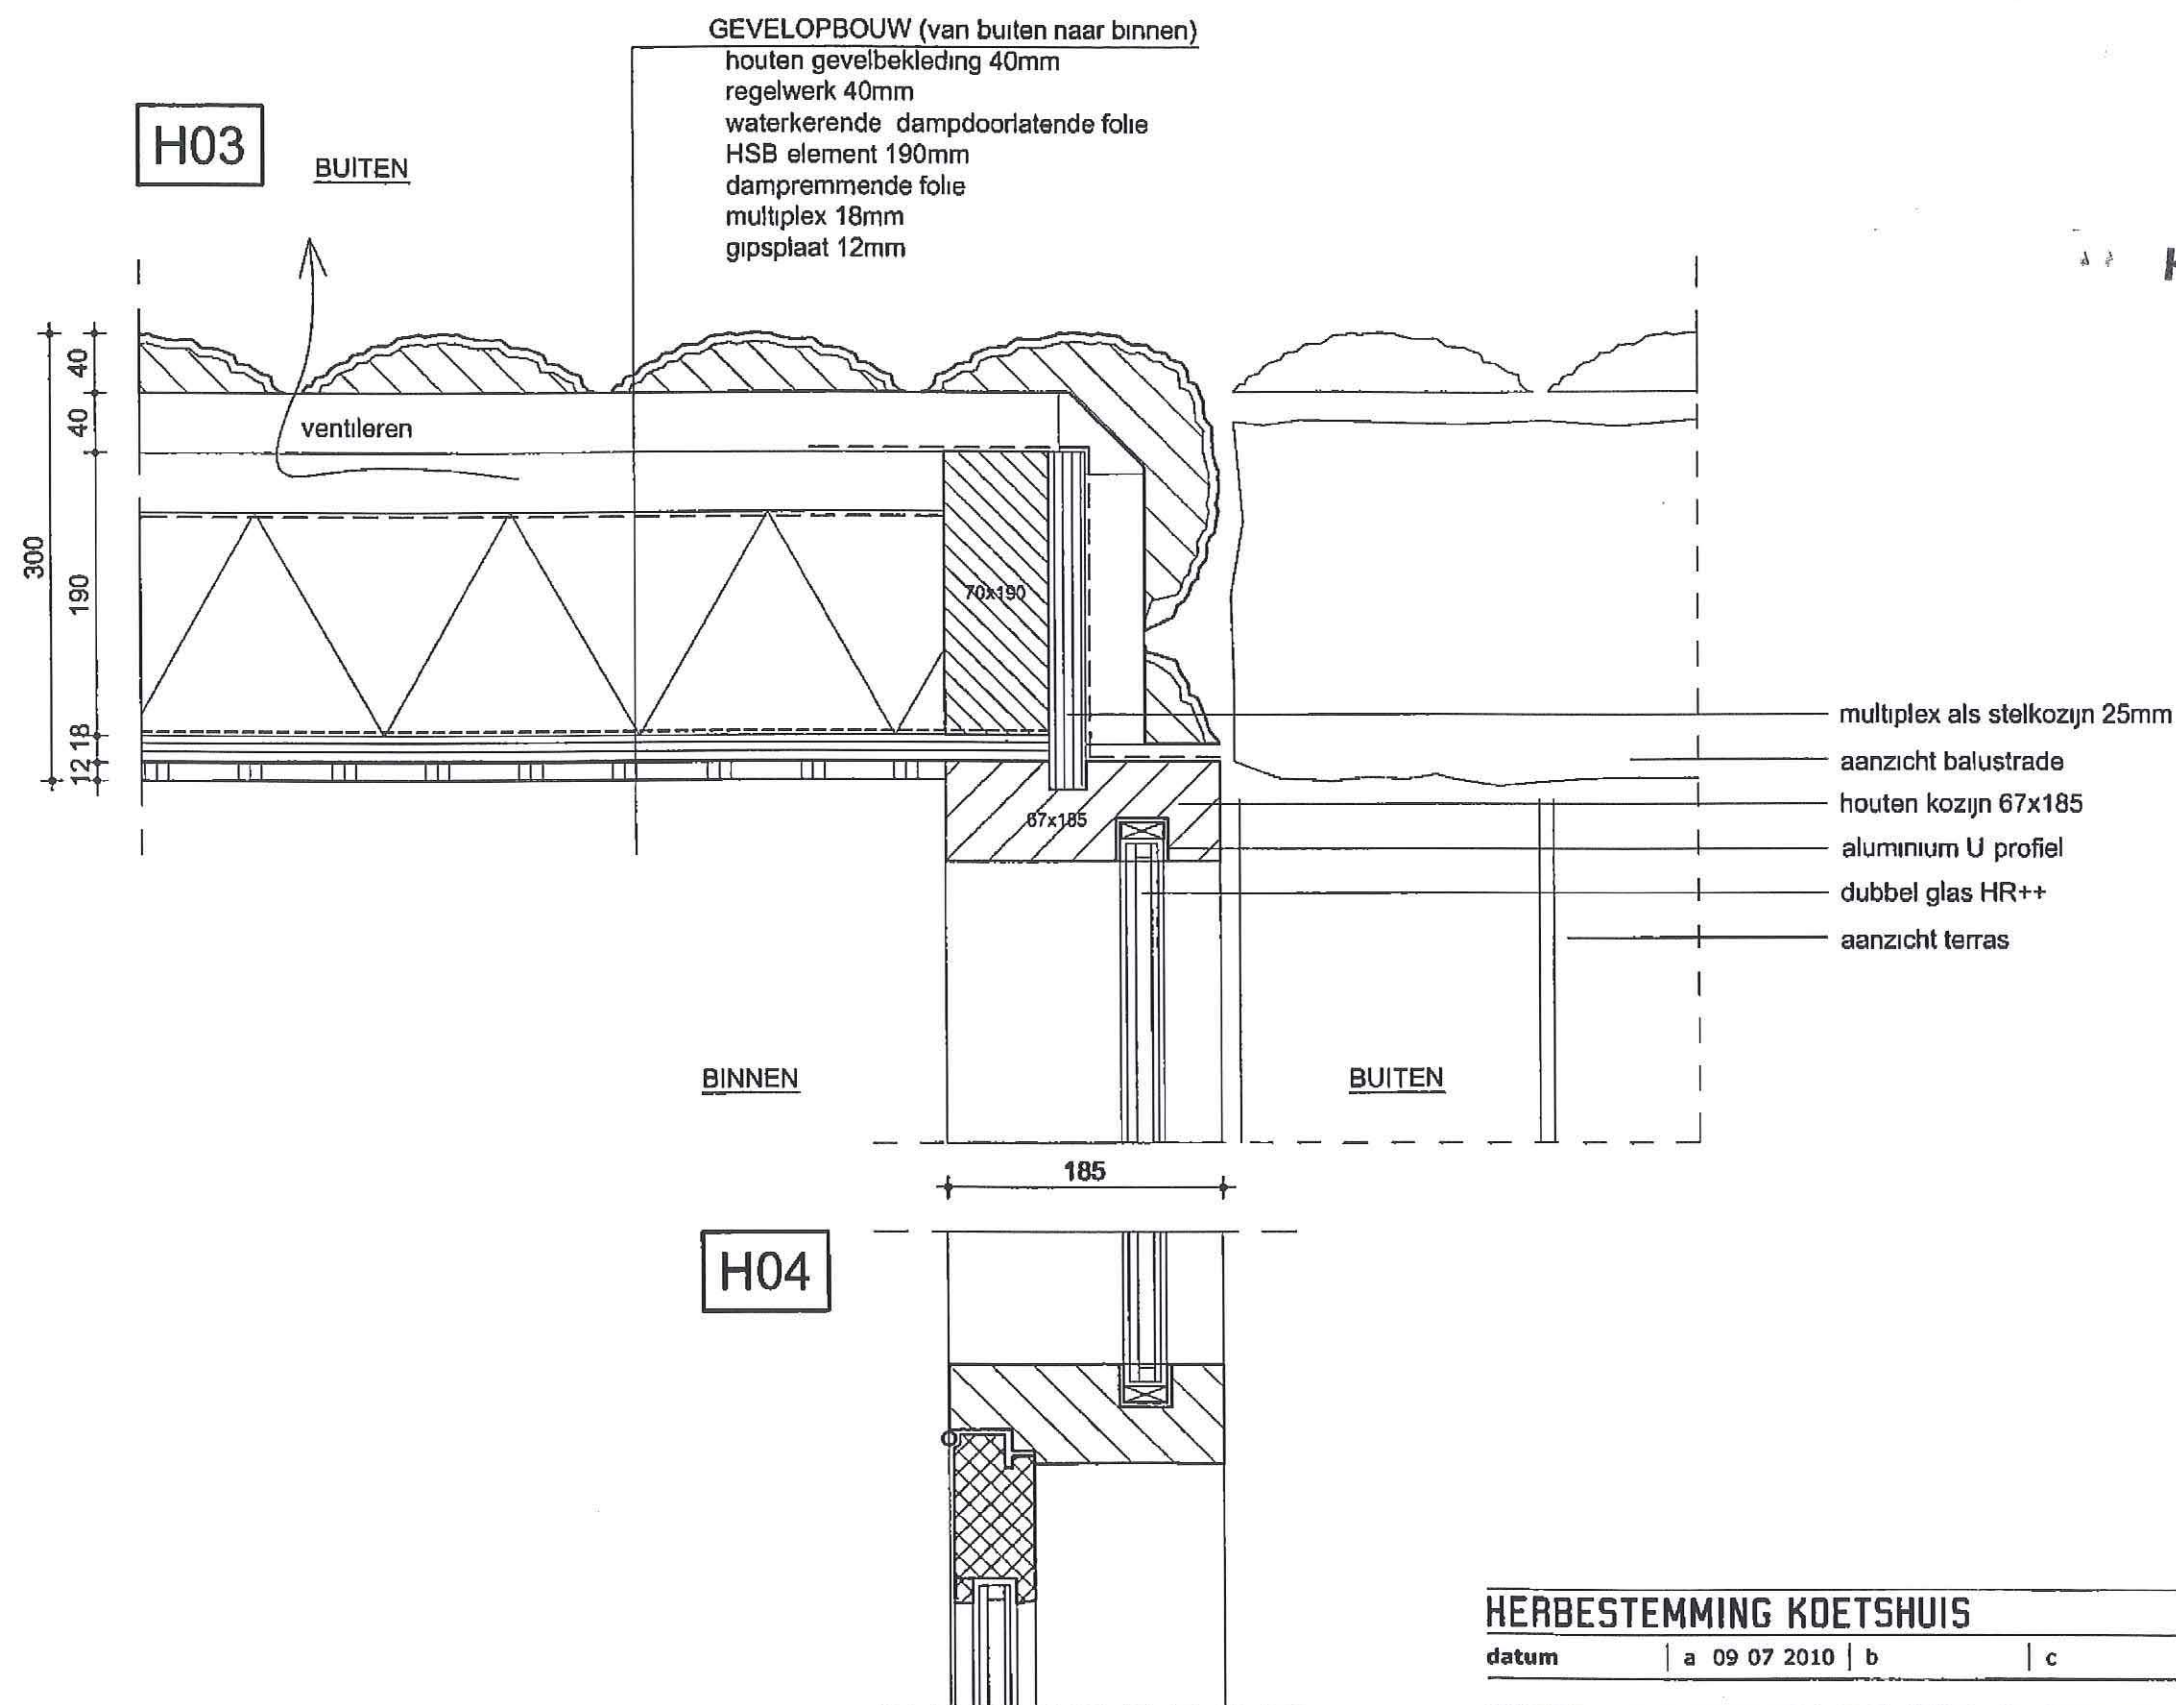 GEVELOPBOUW (van buiten naar binnen)
houten gevelbekleding 40mm
regelwerk 40mm
waterkerende dampdoorlatende folie
HSB element 190mm
dampremmende folie
multiplex 18mm
gipsplaat 12mm
H03
BUITEN
40
40
300
190
18
12
ventileren
70x190
67x185
multiplex als stelkozijn 25mm
aanzicht balustrade
houten kozijn 67x185
aluminium U profiel
dubbel glas HR++
aanzicht terras
BINNEN
BUITEN
185
H04
HERBESTEMMING KOETSHUIS
datum | a 09 07 2010 | b | c